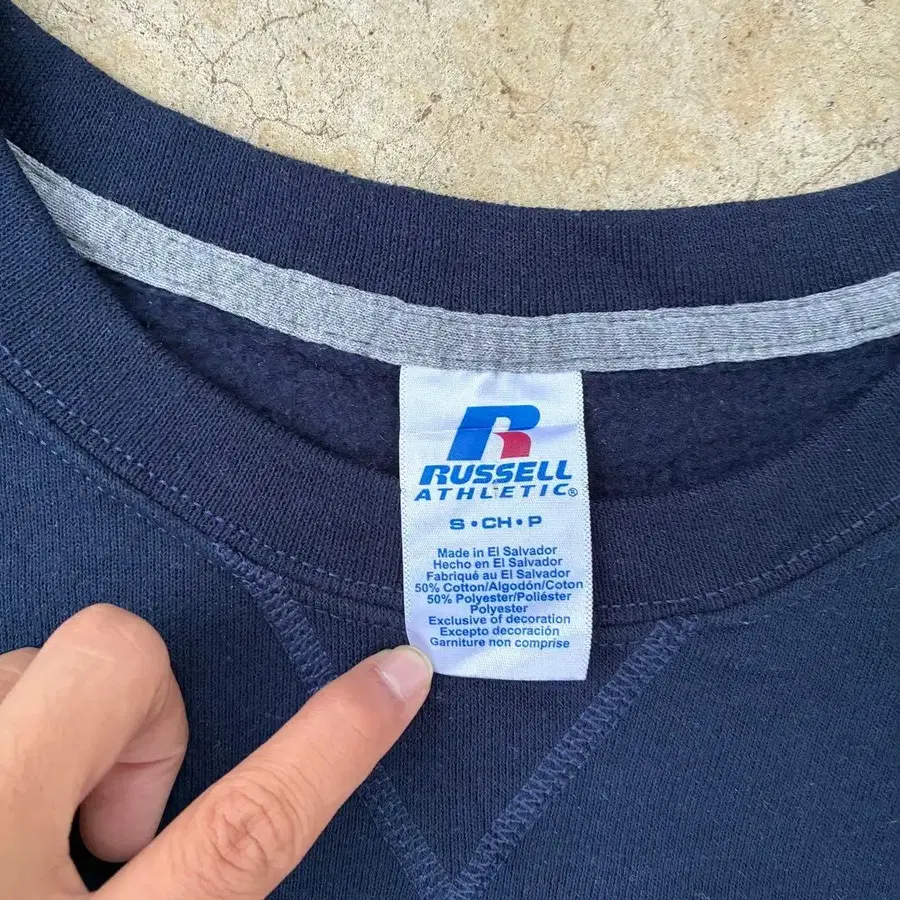 R
RUSSELL
ATHLETIC®
S • CH • P
Made in El Salvador
Hecho en El Salvador
Fabriqué au El Salvador
50% Cotton/Algodón/Coton
50% Polyester/Poliéster
Polyester
Exclusive of decoration
Excepto decoración
Garniture non comprise